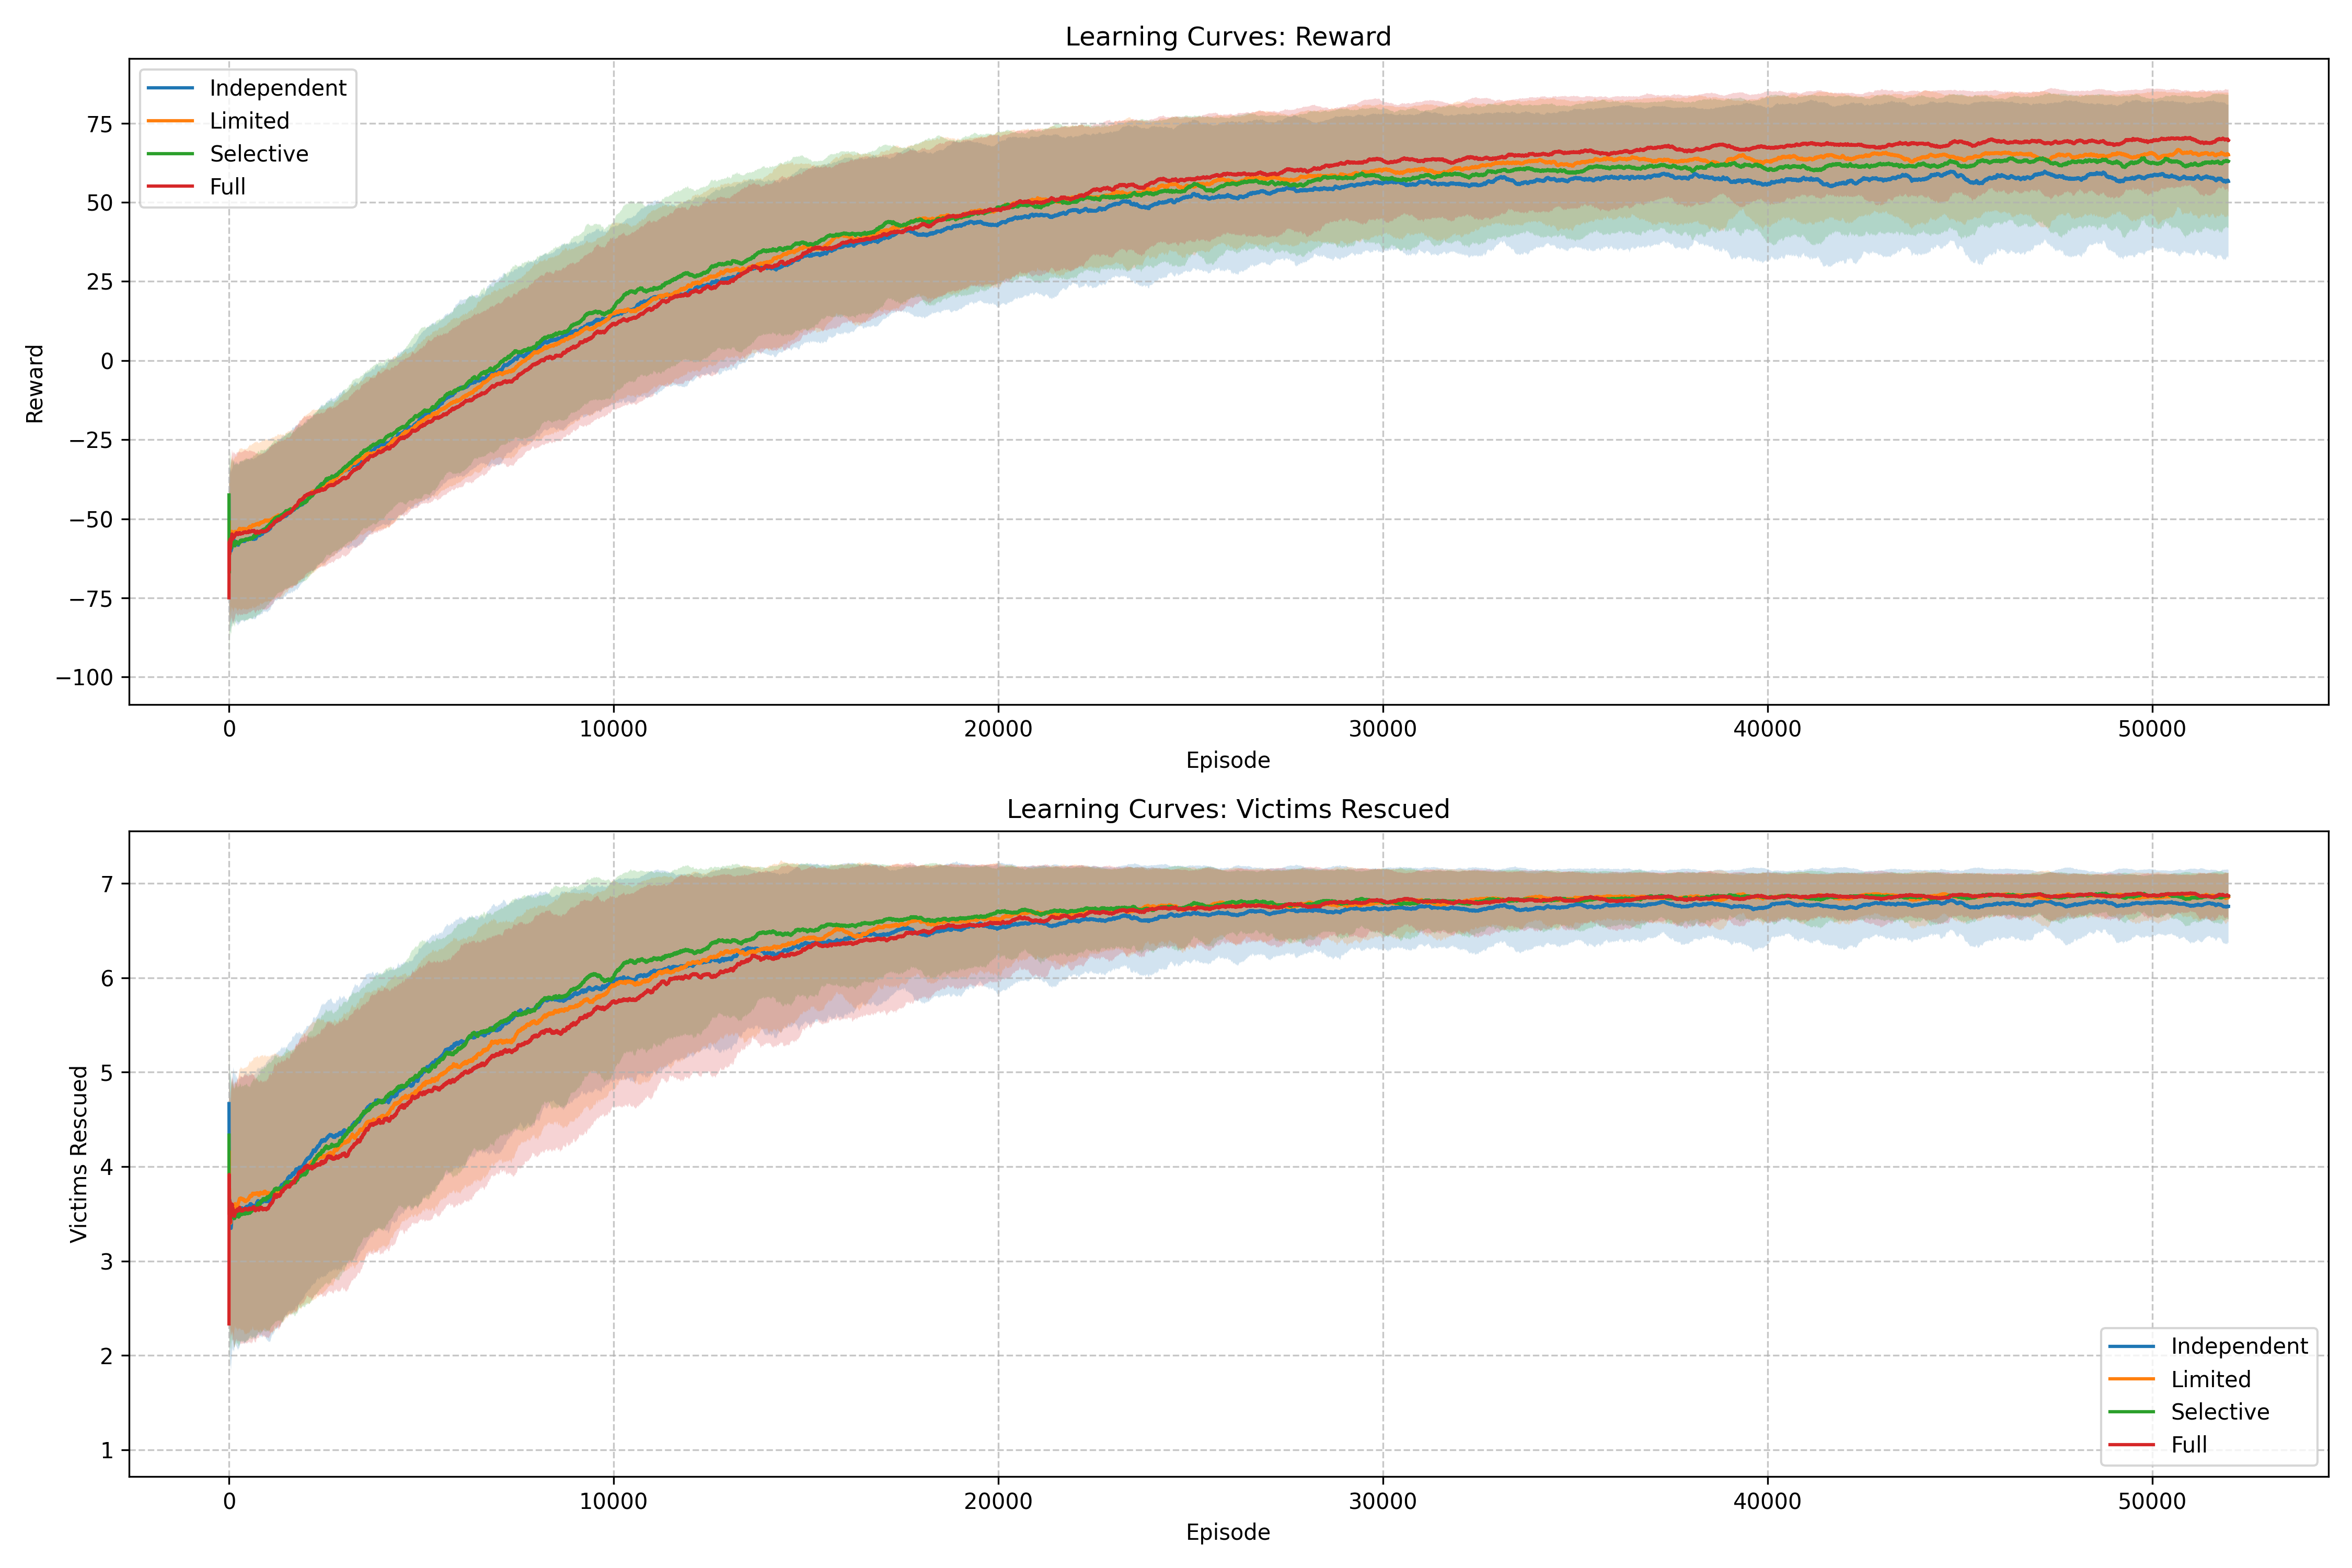 Learning Curves: Reward
Independent
Limited
Selective
Full
75
50
25
0
−25
−50
−75
−100
Reward
0 10000 20000 30000 40000 50000
Episode
Learning Curves: Victims Rescued
7
6
5
4
3
2
1
Victims Rescued
Independent
Limited
Selective
Full
0 10000 20000 30000 40000 50000
Episode